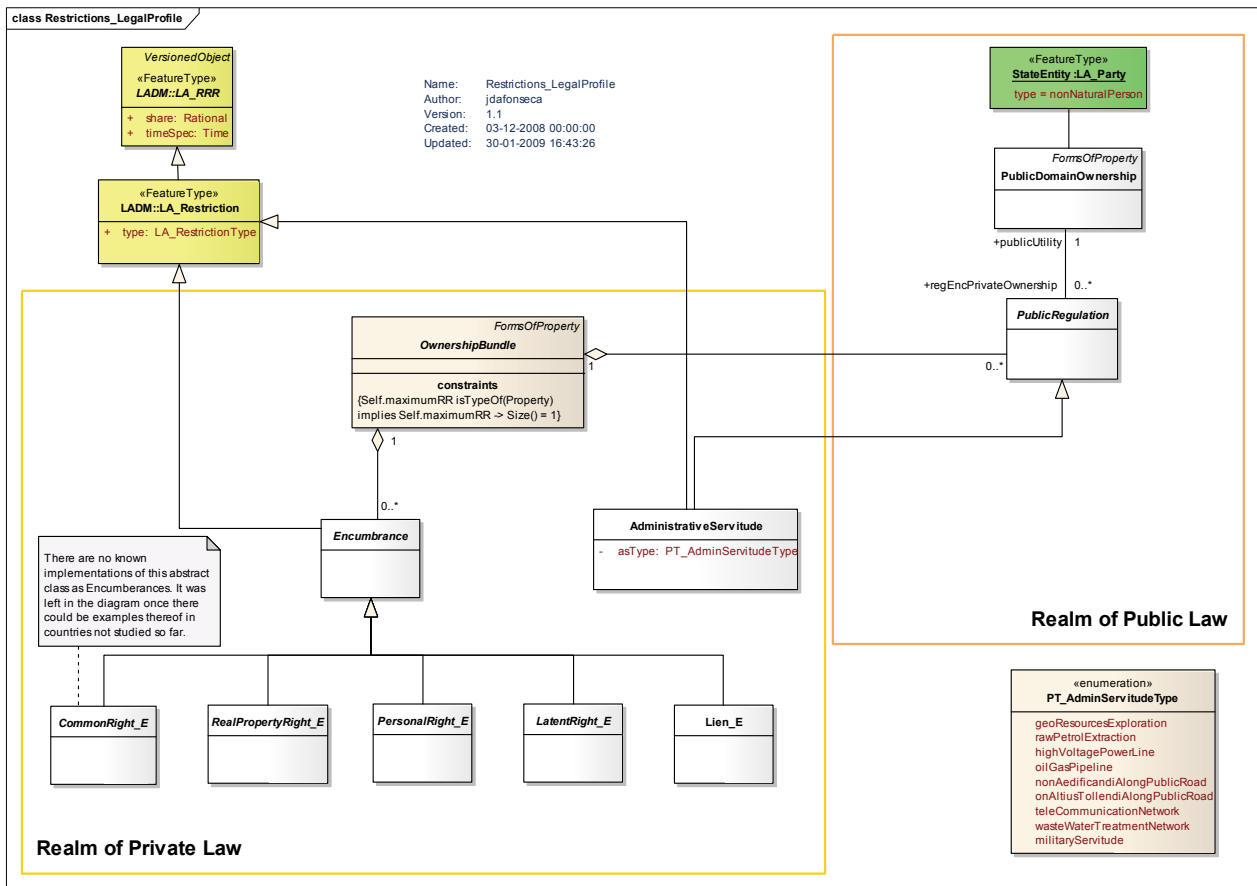 class Restrictions_LegalProfile
VersionedObject
«FeatureType»
LADM::LA_RRR
+ share: Rational
+ timeSpec: Time
Name: Restrictions_LegalProfile
Author: jdafonseca
Version: 1.1
Created: 03-12-2008 00:00:00
Updated: 30-01-2009 16:43:26
«FeatureType»
StateEntity :LA_Party
type = nonNaturalPerson
FormsOfProperty
PublicDomainOwnership
+publicUtility 1
+regEncPrivateOwnership 0..*
PublicRegulation
«FeatureType»
LADM::LA_Restriction
+ type: LA_RestrictionType
FormsOfProperty
OwnershipBundle
constraints
{Self.maximumRR isTypeOf(Property)
implies Self.maximumRR -> Size() = 1}
1
0..*
1
0..*
Encumbrance
AdministrativeServitude
- asType: PT_AdminServitudeType
There are no known
implementations of this abstract
class as Encumberances. It was
left in the diagram once there
could be examples thereof in
countries not studied so far.
Realm of Public Law
CommonRight_E
RealPropertyRight_E
PersonalRight_E
LatentRight_E
Lien_E
Realm of Private Law
«enumeration»
PT_AdminServitudeType
geoResourcesExploration
rawPetrolExtraction
highVoltagePowerLine
oilGasPipeline
nonAedificandiAlongPublicRoad
onAltiusTollendiAlongPublicRoad
teleCommunicationNetwork
wasteWaterTreatmentNetwork
militaryServitude